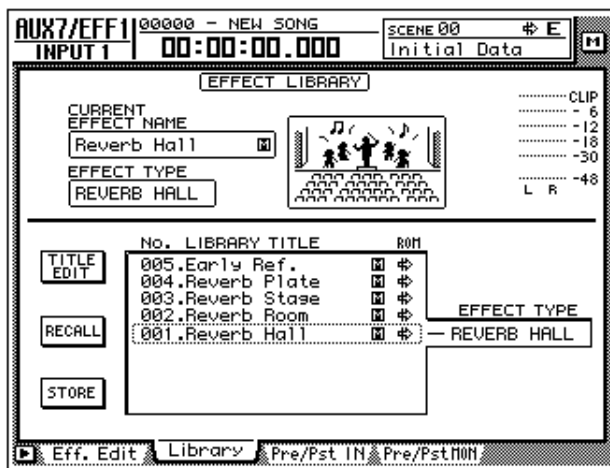 AUX7/EFF1
INPUT 1
00000 - NEW SONG
00:00:00.000
SCENE 00 E
Initial Data
M
EFFECT LIBRARY
CURRENT
EFFECT NAME
Reverb Hall M
EFFECT TYPE
REVERB HALL
CLIP
- 6
-12
-18
-30
-48
L R
No. LIBRARY TITLE ROM
005.Early Ref. M
004.Reverb Plate M
003.Reverb Stage M
002.Reverb Room M
001.Reverb Hall M
TITLE
EDIT
RECALL
STORE
EFFECT TYPE
REVERB HALL
Eff. Edit Library Pre/Pst IN Pre/PstMON